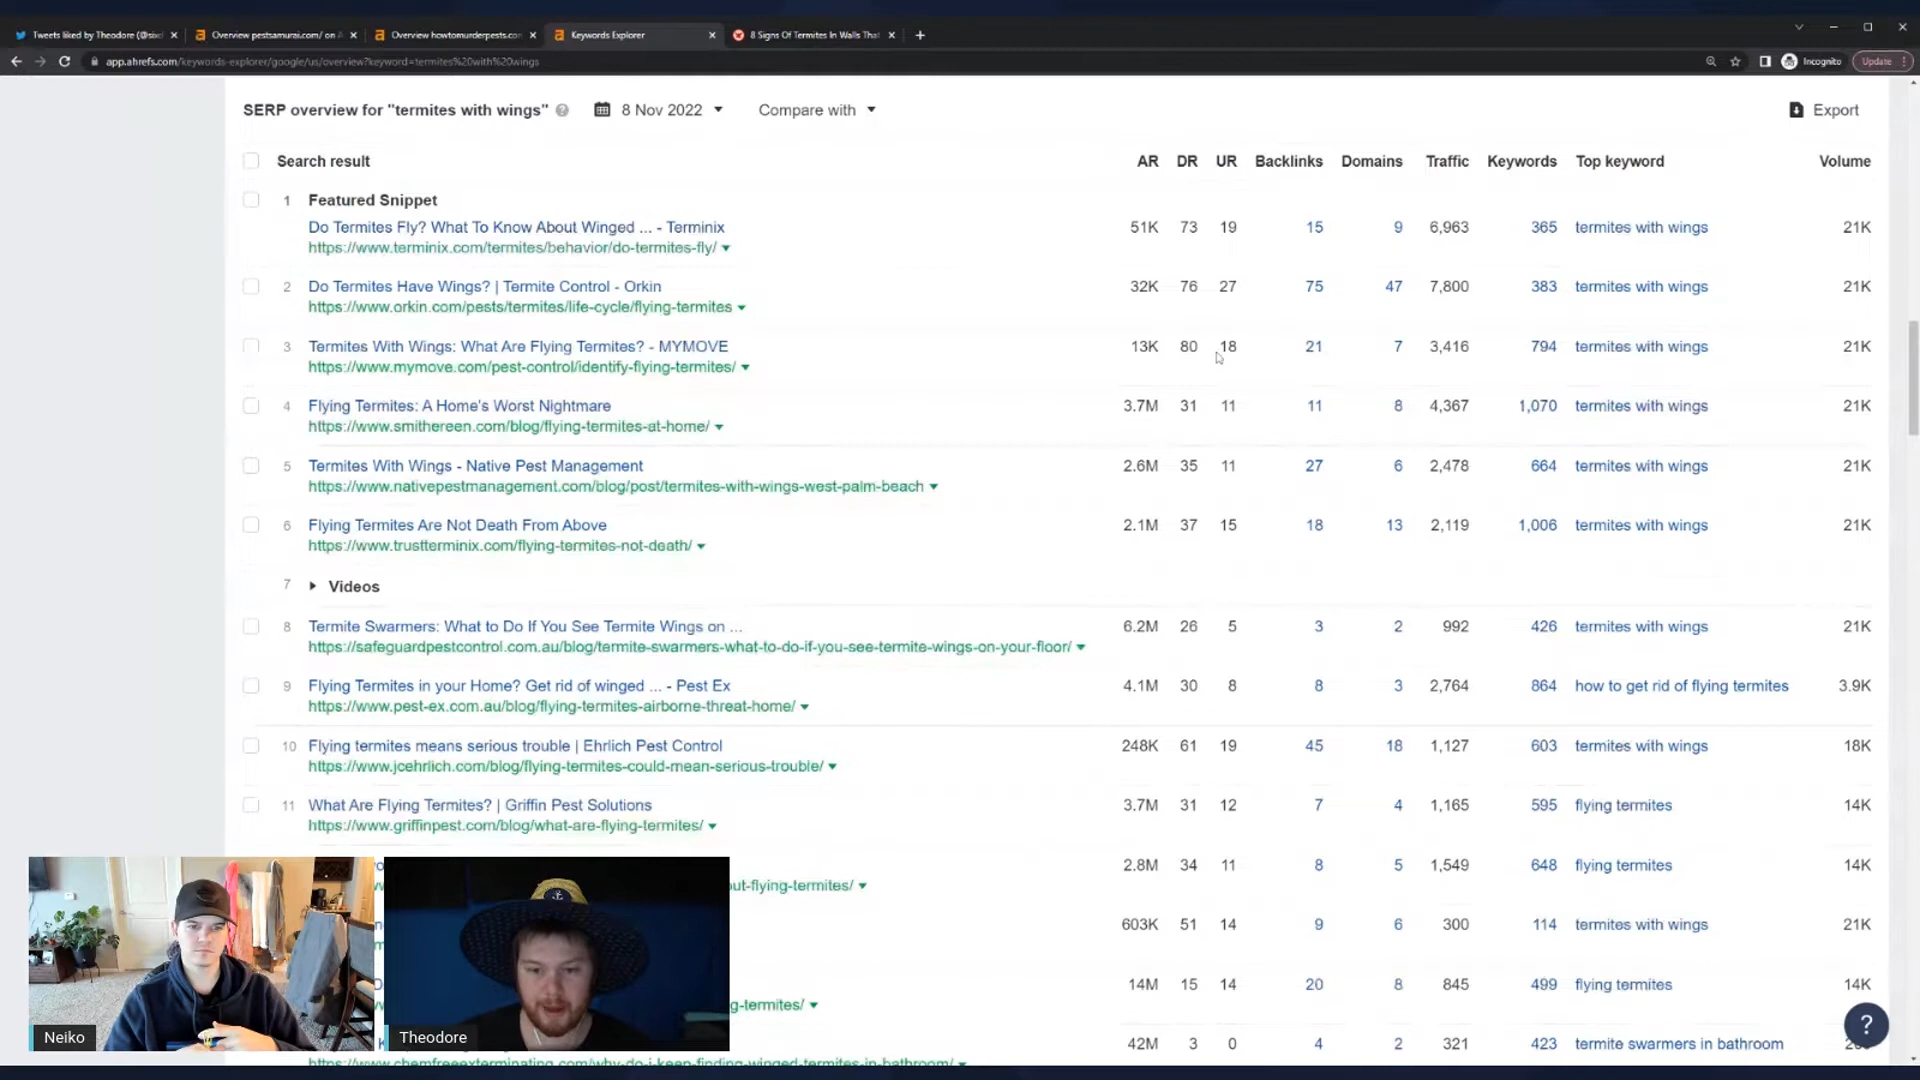 Tweets liked by Theodore (@sixd
Overview pestsamurai.com/ on A
Overview howtomurderpests.com
Keywords Explorer
8 Signs Of Termites In Walls That
app.ahrefs.com/keywords-explorer/google/us/overview?keyword=termites%20with%20wings
Incognito
Update
SERP overview for "termites with wings"
8 Nov 2022
Compare with
Export
Search result AR DR UR Backlinks Domains Traffic Keywords Top keyword Volume
1 Featured Snippet
Do Termites Fly? What To Know About Winged ... - Terminix 51K 73 19 15 9 6,963 365 termites with wings 21K
https://www.terminix.com/termites/behavior/do-termites-fly/
2 Do Termites Have Wings? | Termite Control - Orkin 32K 76 27 75 47 7,800 383 termites with wings 21K
https://www.orkin.com/pests/termites/life-cycle/flying-termites
3 Termites With Wings: What Are Flying Termites? - MYMOVE 13K 80 18 21 7 3,416 794 termites with wings 21K
https://www.mymove.com/pest-control/identify-flying-termites/
4 Flying Termites: A Home's Worst Nightmare 3.7M 31 11 11 8 4,367 1,070 termites with wings 21K
https://www.smithereen.com/blog/flying-termites-at-home/
5 Termites With Wings - Native Pest Management 2.6M 35 11 27 6 2,478 664 termites with wings 21K
https://www.nativepestmanagement.com/blog/post/termites-with-wings-west-palm-beach
6 Flying Termites Are Not Death From Above 2.1M 37 15 18 13 2,119 1,006 termites with wings 21K
https://www.trustterminix.com/flying-termites-not-death/
7 Videos
8 Termite Swarmers: What to Do If You See Termite Wings on ... 6.2M 26 5 3 2 992 426 termites with wings 21K
https://safeguardpestcontrol.com.au/blog/termite-swarmers-what-to-do-if-you-see-termite-wings-on-your-floor/
9 Flying Termites in your Home? Get rid of winged ... - Pest Ex 4.1M 30 8 8 3 2,764 864 how to get rid of flying termites 3.9K
https://www.pest-ex.com.au/blog/flying-termites-airborne-threat-home/
10 Flying termites means serious trouble | Ehrlich Pest Control 248K 61 19 45 18 1,127 603 termites with wings 18K
https://www.jcehrlich.com/blog/flying-termites-could-mean-serious-trouble/
11 What Are Flying Termites? | Griffin Pest Solutions 3.7M 31 12 7 4 1,165 595 flying termites 14K
https://www.griffinpest.com/blog/what-are-flying-termites/
2.8M 34 11 8 5 1,549 648 flying termites 14K
out-flying-termites/
603K 51 14 9 6 300 114 termites with wings 21K
14M 15 14 20 8 845 499 flying termites 14K
g-termites/
?
Neiko
Theodore
42M 3 0 4 2 321 423 termite swarmers in bathroom
https://www.chemfreeexterminating.com/why-do-i-keep-finding-winged-termites-in-bathroom/